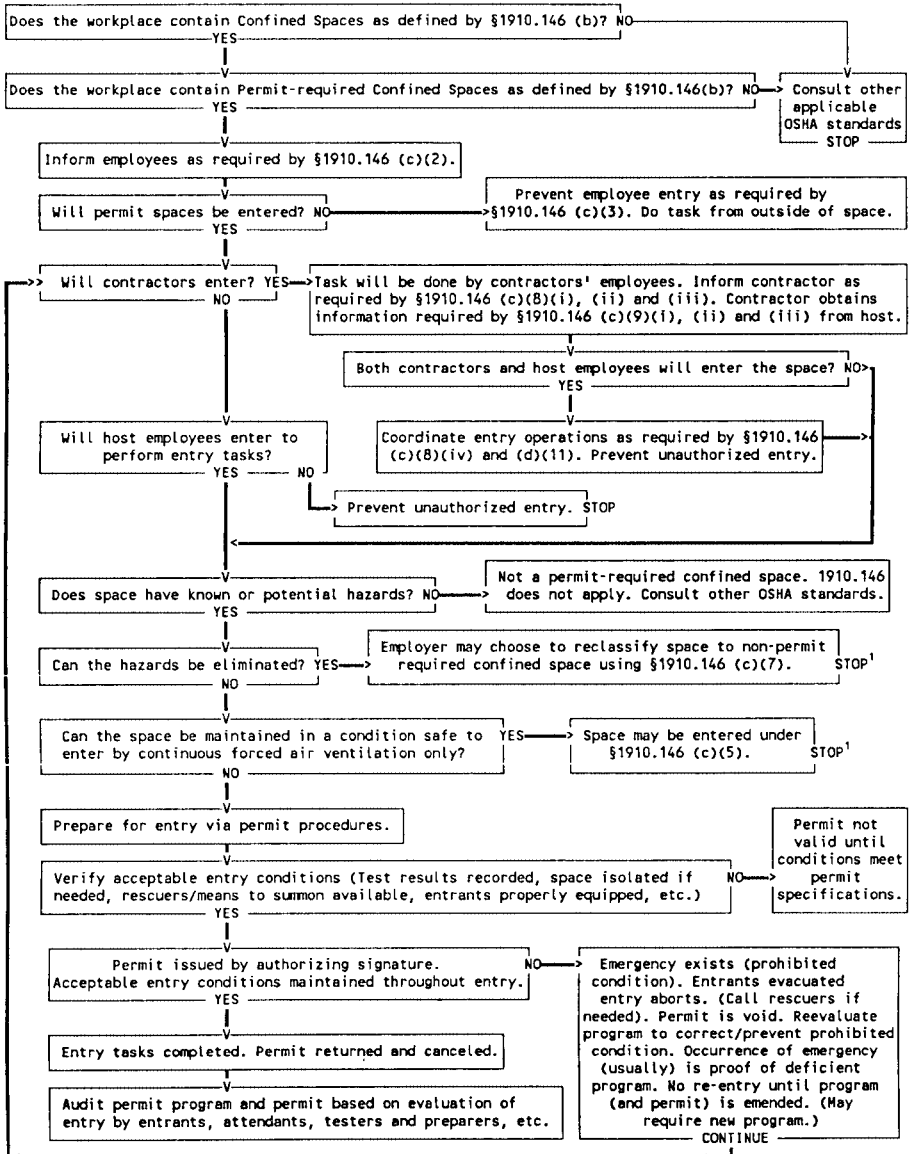 Does the workplace contain Confined Spaces as defined by §1910.146 (b)? NO
YES
Does the workplace contain Permit-required Confined Spaces as defined by §1910.146(b)? NO
YES
Consult other
applicable
OSHA standards
STOP
Inform employees as required by §1910.146 (c)(2).
Will permit spaces be entered? NO
YES
Prevent employee entry as required by
§1910.146 (c)(3). Do task from outside of space.
Will contractors enter? YES
NO
Task will be done by contractors' employees. Inform contractor as
required by §1910.146 (c)(8)(i), (ii) and (iii). Contractor obtains
information required by §1910.146 (c)(9)(i), (ii) and (iii) from host.
Both contractors and host employees will enter the space? NO
YES
Will host employees enter to
perform entry tasks?
YES NO
Coordinate entry operations as required by §1910.146
(c)(8)(iv) and (d)(11). Prevent unauthorized entry.
Prevent unauthorized entry. STOP
Does space have known or potential hazards? NO
YES
Not a permit-required confined space. 1910.146
does not apply. Consult other OSHA standards.
Can the hazards be eliminated? YES
NO
Employer may choose to reclassify space to non-permit
required confined space using §1910.146 (c)(7). STOP¹
Can the space be maintained in a condition safe to
enter by continuous forced air ventilation only?
YES
NO
Space may be entered under
§1910.146 (c)(5). STOP¹
Prepare for entry via permit procedures.
Verify acceptable entry conditions (Test results recorded, space isolated if
needed, rescuers/means to summon available, entrants properly equipped, etc.)
NO
YES
Permit not
valid until
conditions meet
permit
specifications.
Permit issued by authorizing signature.
Acceptable entry conditions maintained throughout entry.
NO
YES
Emergency exists (prohibited
condition). Entrants evacuated
entry aborts. (Call rescuers if
needed). Permit is void. Reevaluate
program to correct/prevent prohibited
condition. Occurrence of emergency
(usually) is proof of deficient
program. No re-entry until program
(and permit) is emended. (May
require new program.)
CONTINUE
Entry tasks completed. Permit returned and canceled.
Audit permit program and permit based on evaluation of
entry by entrants, attendants, testers and preparers, etc.